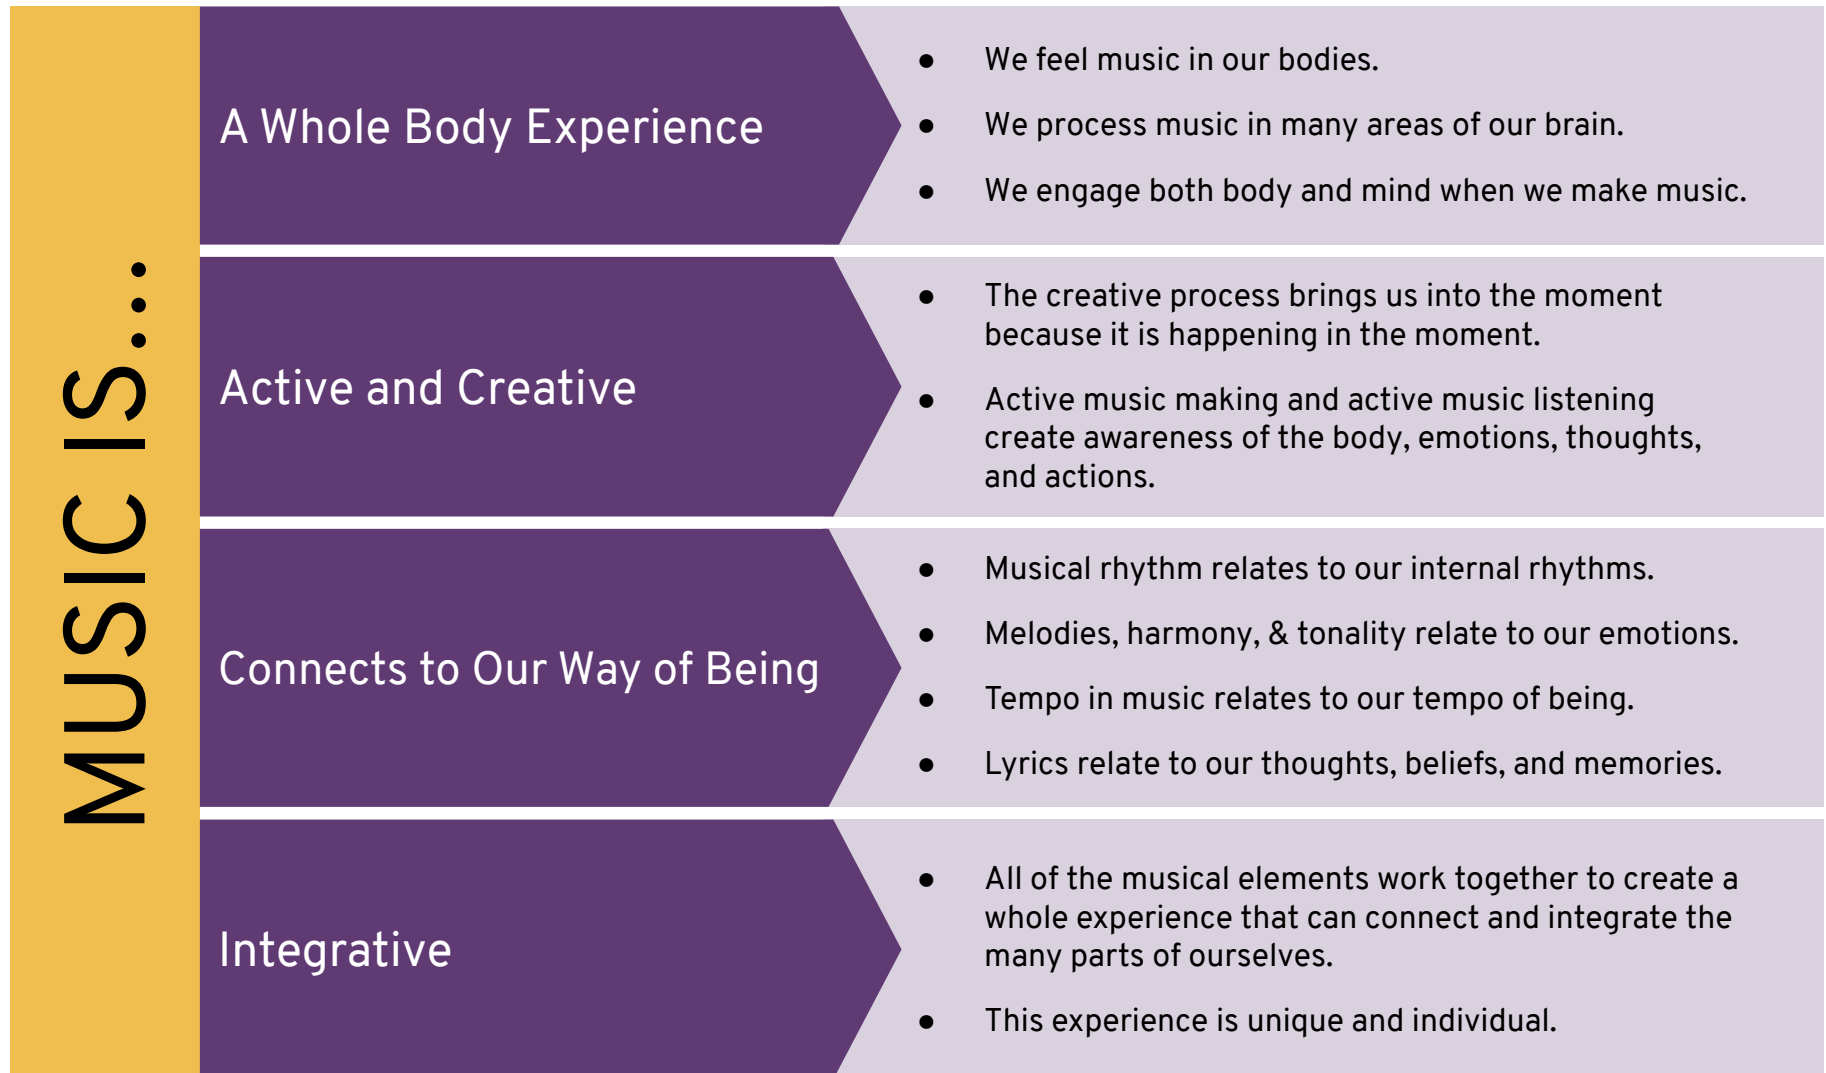 MUSIC IS...
A Whole Body Experience
● We feel music in our bodies.
● We process music in many areas of our brain.
● We engage both body and mind when we make music.
Active and Creative
● The creative process brings us into the moment
because it is happening in the moment.
● Active music making and active music listening
create awareness of the body, emotions, thoughts,
and actions.
Connects to Our Way of Being
● Musical rhythm relates to our internal rhythms.
● Melodies, harmony, & tonality relate to our emotions.
● Tempo in music relates to our tempo of being.
● Lyrics relate to our thoughts, beliefs, and memories.
Integrative
● All of the musical elements work together to create a
whole experience that can connect and integrate the
many parts of ourselves.
● This experience is unique and individual.